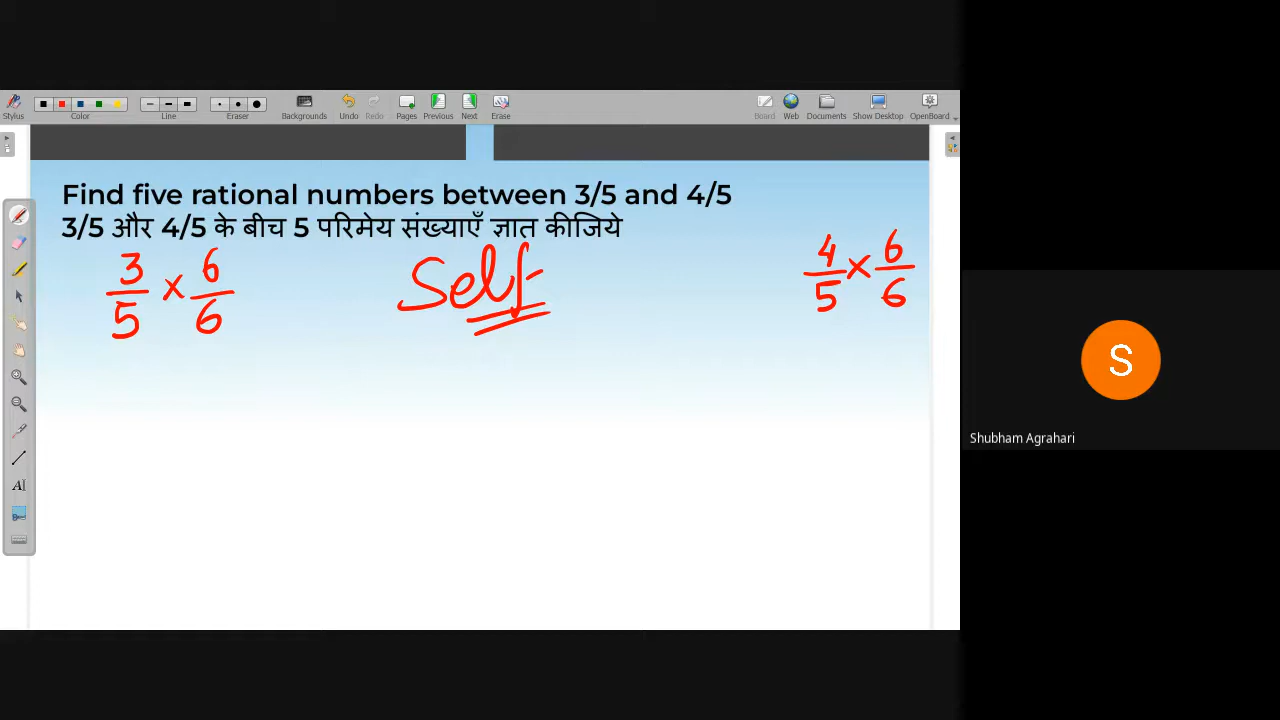 Stylus
Color
Line
Eraser
Backgrounds
Undo
Redo
Pages
Previous
Next
Erase
Board
Web
Documents
Show Desktop
OpenBoard
Find five rational numbers between 3/5 and 4/5
3/5 और 4/5 के बीच 5 परिमेय संख्याएँ ज्ञात कीजिये
3/5 × 6/6
Self
4/5 × 6/6
S
Shubham Agrahari